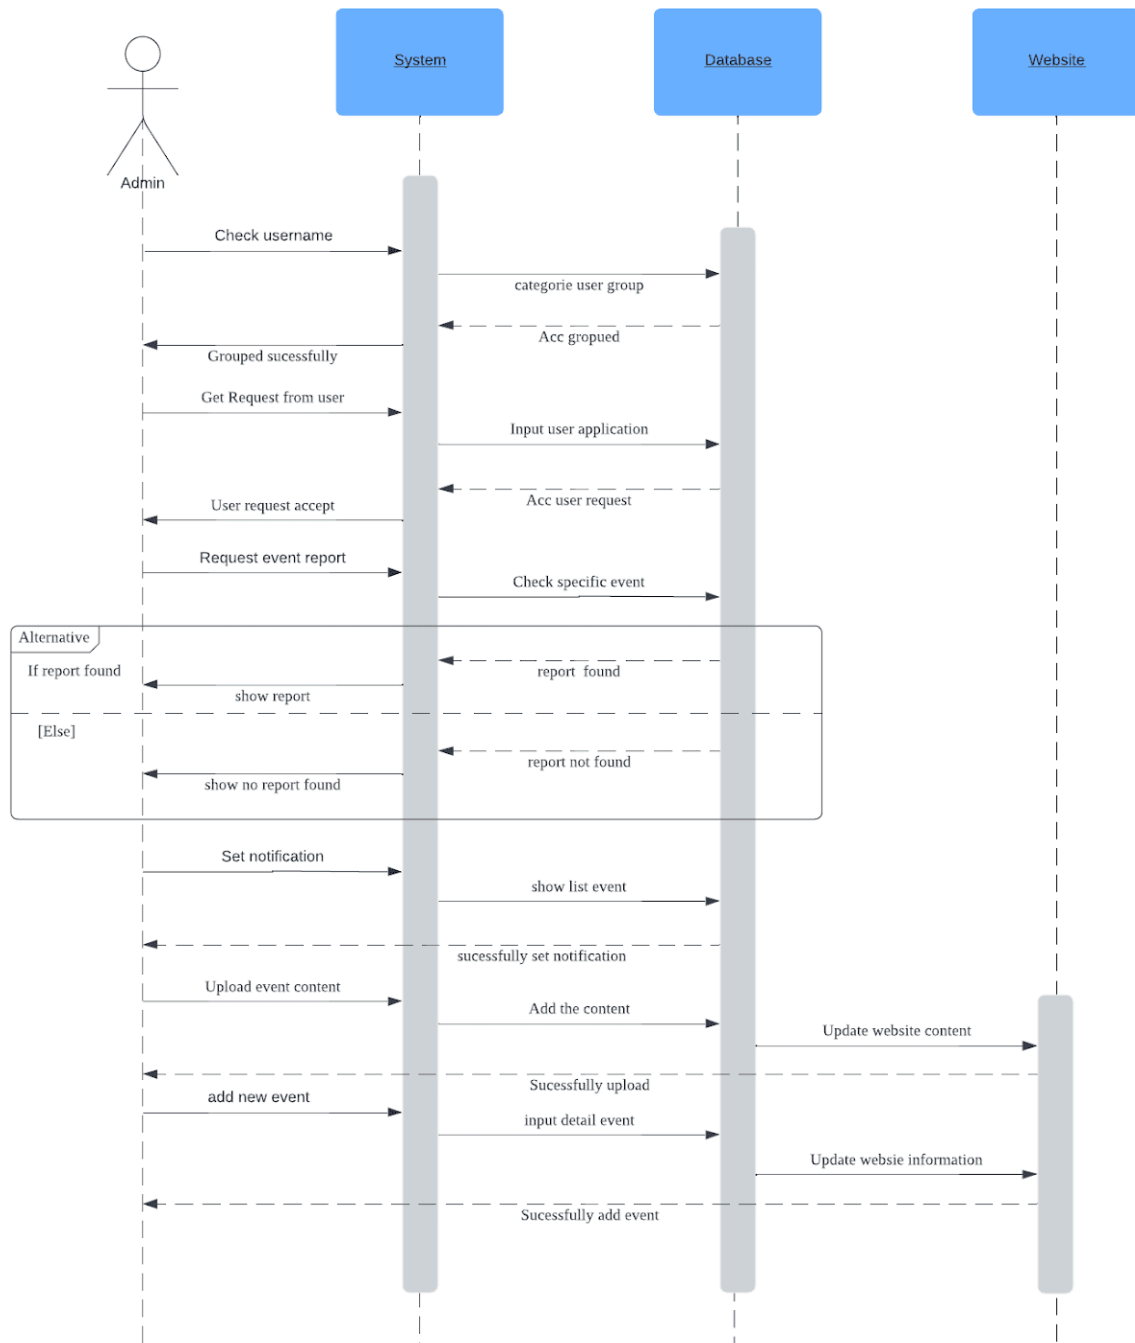 System
Database
Website
Admin
Check username
categorie user group
Acc gropued
Grouped sucessfully
Get Request from user
Input user application
Acc user request
User request accept
Request event report
Check specific event
Alternative
If report found
report found
show report
[Else]
report not found
show no report found
Set notification
show list event
sucessfully set notification
Upload event content
Add the content
Update website content
Sucessfully upload
add new event
input detail event
Update websie information
Sucessfully add event